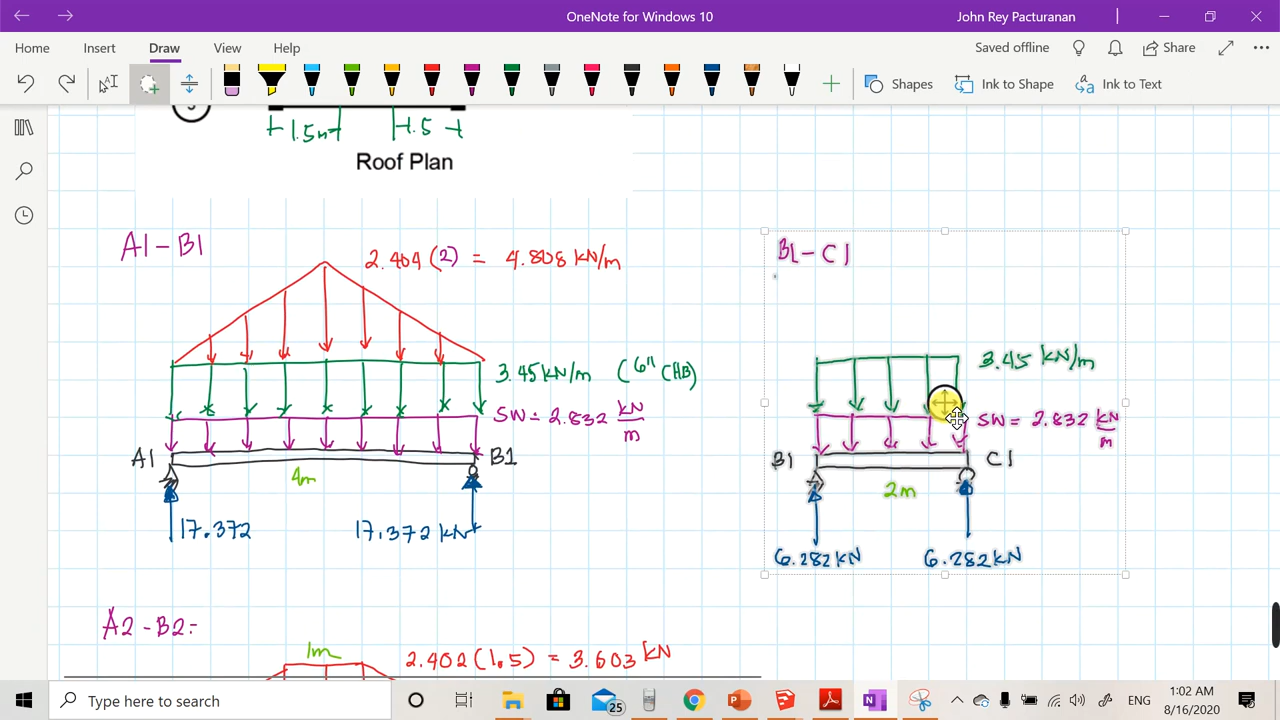 OneNote for Windows 10
John Rey Pacturanan
Home
Insert
Draw
View
Help
Saved offline
Share
Shapes
Ink to Shape
Ink to Text
1.5m
1.5
Roof Plan
A1-B1
2.404(2) = 4.808 kN/m
3.45 kN/m (6" CHB)
SW = 2.832 kN/m
A1
B1
4m
17.372
17.372 kN
B1-C1
3.45 kN/m
SW = 2.832 kN/m
B1
C1
2m
6.282kN
6.282kN
A2-B2:
1m
2.402(1.5) = 3.603 kN
Type here to search
25
ENG
1:02 AM
8/16/2020